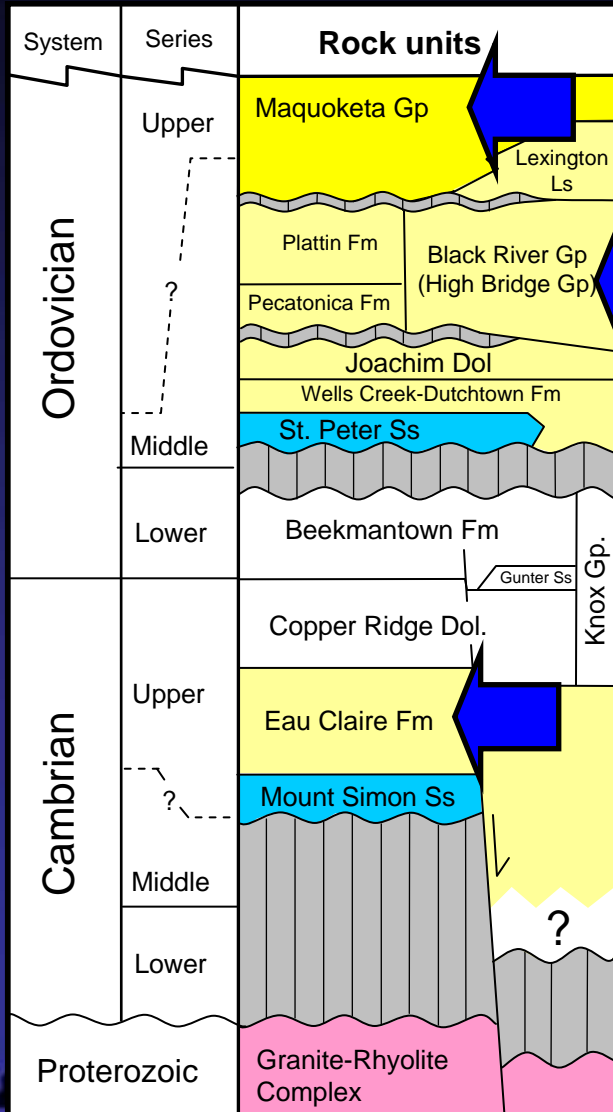 System
Series
Rock units
Upper
Maquoketa Gp
Lexington
Ls
Plattin Fm
Black River Gp
(High Bridge Gp)
?
Pecatonica Fm
Ordovician
Joachim Dol
Wells Creek-Dutchtown Fm
St. Peter Ss
Middle
Lower
Beekmantown Fm
Gunter Ss
Knox Gp.
Copper Ridge Dol.
Upper
Eau Claire Fm
Cambrian
?
Mount Simon Ss
Middle
?
Lower
Proterozoic
Granite-Rhyolite
Complex